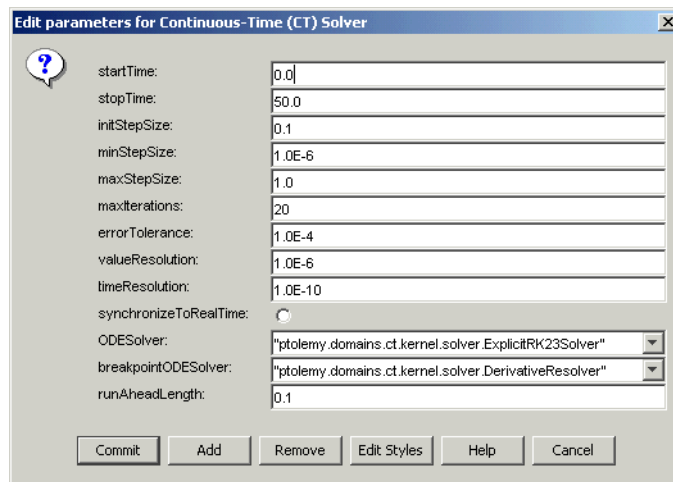 Edit parameters for Continuous-Time (CT) Solver
startTime: 0.0
stopTime: 50.0
initStepSize: 0.1
minStepSize: 1.0E-6
maxStepSize: 1.0
maxIterations: 20
errorTolerance: 1.0E-4
valueResolution: 1.0E-6
timeResolution: 1.0E-10
synchronizeToRealTime:
ODESolver: "ptolemy.domains.ct.kernel.solver.ExplicitRK23Solver"
breakpointODESolver: "ptolemy.domains.ct.kernel.solver.DerivativeResolver"
runAheadLength: 0.1
Commit Add Remove Edit Styles Help Cancel